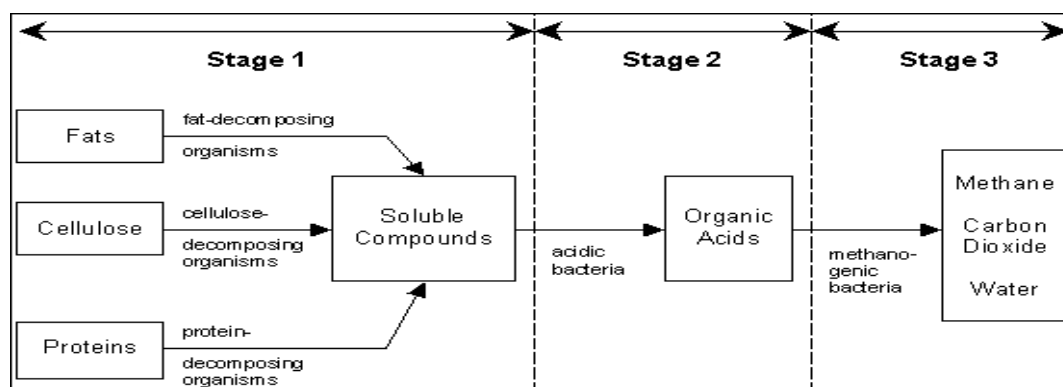 Stage 1
Stage 2
Stage 3
Fats
fat-decomposing
organisms
Cellulose
cellulose-
decomposing
organisms
Proteins
protein-
decomposing
organisms
Soluble
Compounds
acidic
bacteria
Organic
Acids
methano-
genic
bacteria
Methane
Carbon
Dioxide
Water